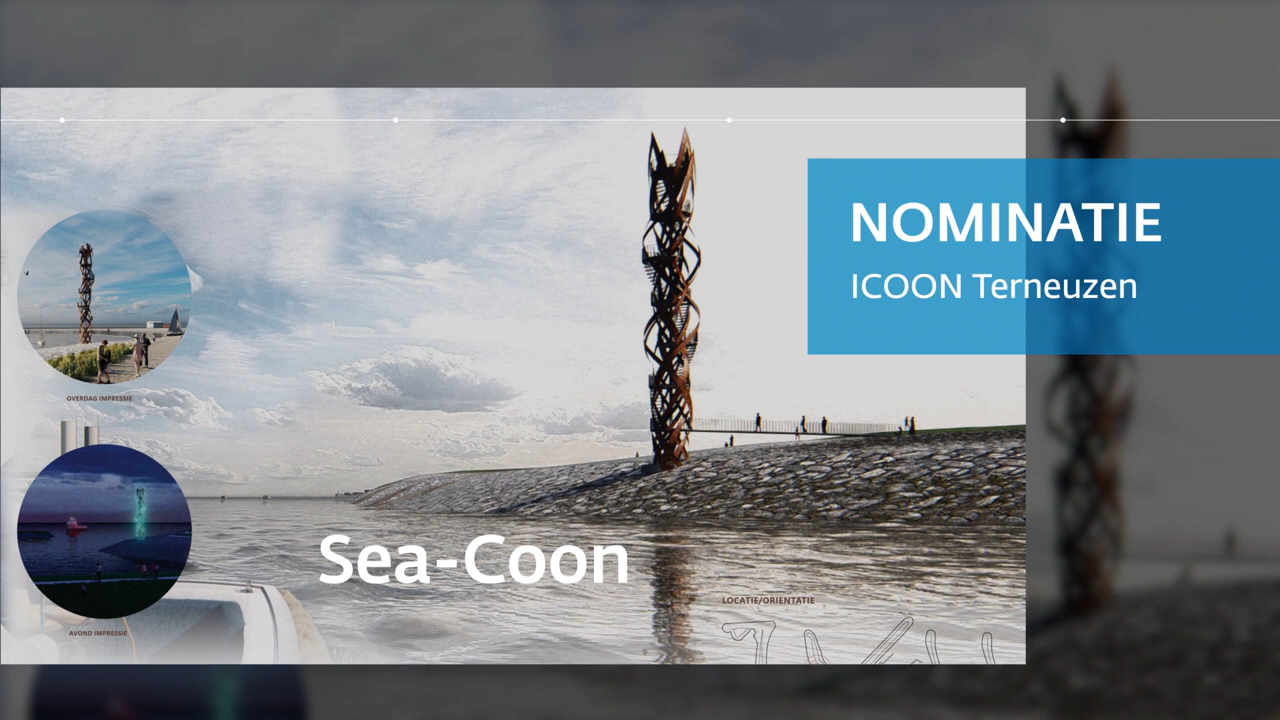 NOMINATIE
ICOON Terneuzen
OVERDAG IMPRESSIE
Sea-Coon
LOCATIE/ORIENTATIE
AVOND IMPRESSIE